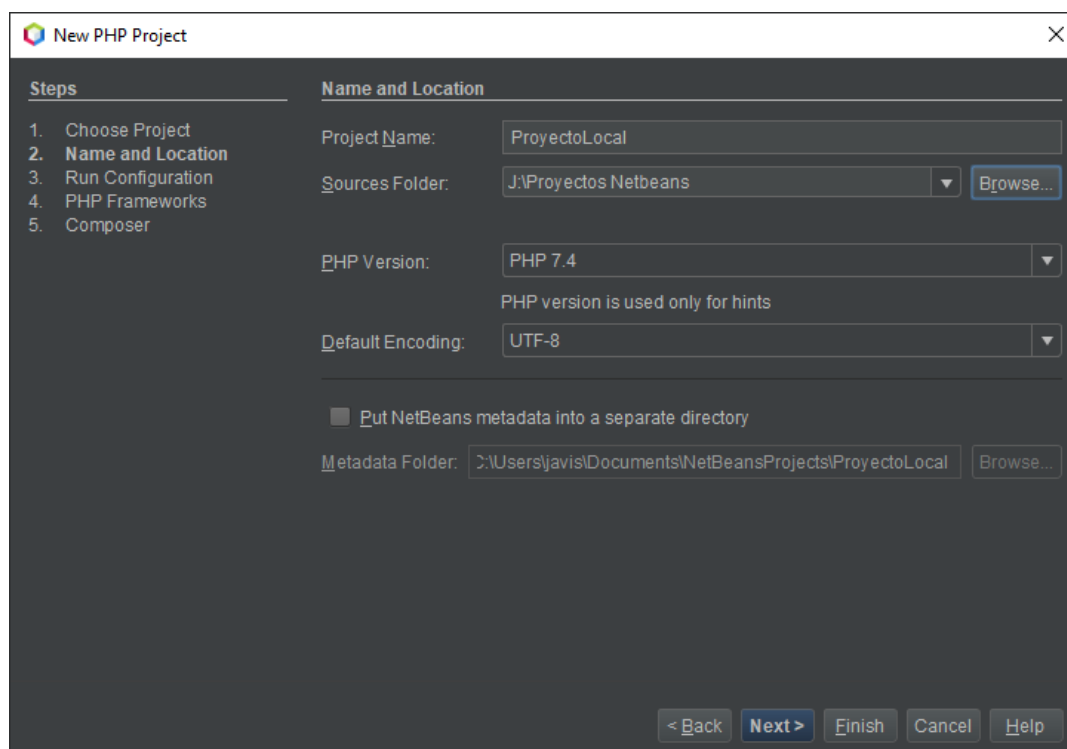 New PHP Project
Steps
1. Choose Project
2. Name and Location
3. Run Configuration
4. PHP Frameworks
5. Composer
Name and Location
Project Name: ProyectoLocal
Sources Folder: J:\Proyectos Netbeans Browse...
PHP Version: PHP 7.4
PHP version is used only for hints
Default Encoding: UTF-8
Put NetBeans metadata into a separate directory
Metadata Folder: C:\Users\javis\Documents\NetBeansProjects\ProyectoLocal Browse...
< Back Next > Finish Cancel Help